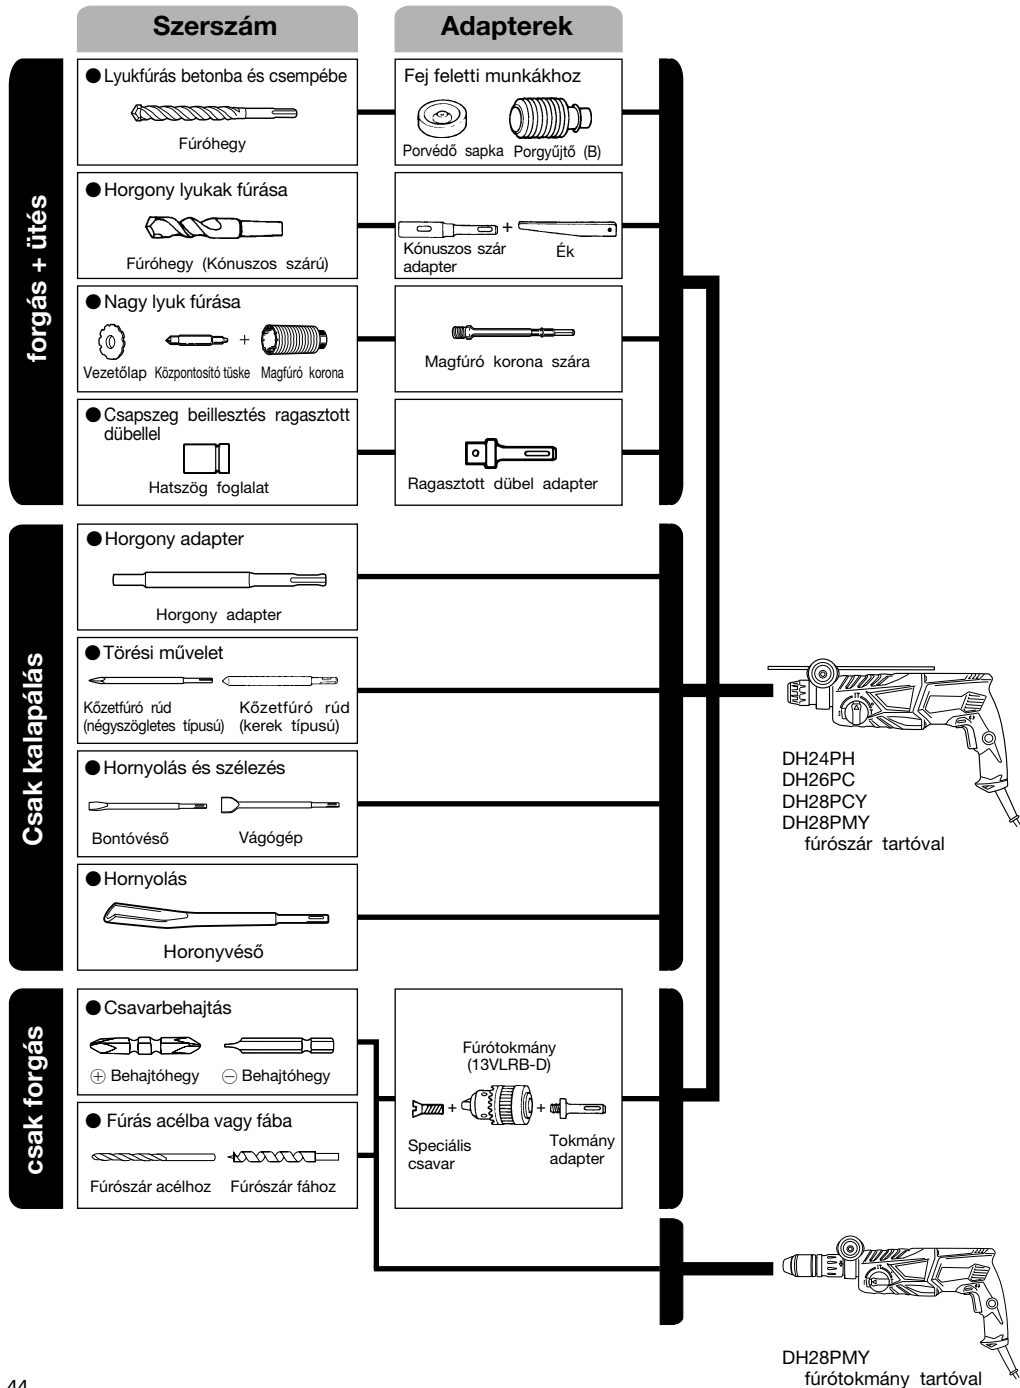 Szerszám
Adapterek
forgás + ütés
● Lyukfúrás betonba és csempébe
Fúróhegy
Fej feletti munkákhoz
Porvédő sapka
Porgyűjtő (B)
● Horgony lyukak fúrása
Fúróhegy (Kónuszos szárú)
+
Kónuszos szár
adapter
Ék
● Nagy lyuk fúrása
+
Vezetőlap
Központosító tüske
Magfúró korona
Magfúró korona szára
● Csapszeg beillesztés ragasztott
dübellel
Hatszög foglalat
Ragasztott dübel adapter
Csak kalapálás
● Horgony adapter
Horgony adapter
● Törési művelet
Kőzetfúró rúd
(négyszögletes típusú)
Kőzetfúró rúd
(kerek típusú)
● Hornyolás és szélezés
Bontóvéső
Vágógép
● Hornyolás
Horonyvéső
DH24PH
DH26PC
DH28PCY
DH28PMY
fúrószár tartóval
csak forgás
● Csavarbehajtás
⊕ Behajtóhegy
⊖ Behajtóhegy
● Fúrás acélba vagy fába
Fúrószár acélhoz
Fúrószár fához
Fúrótokmány
(13VLRB-D)
+
+
Speciális
csavar
Tokmány
adapter
DH28PMY
fúrótokmány tartóval
44